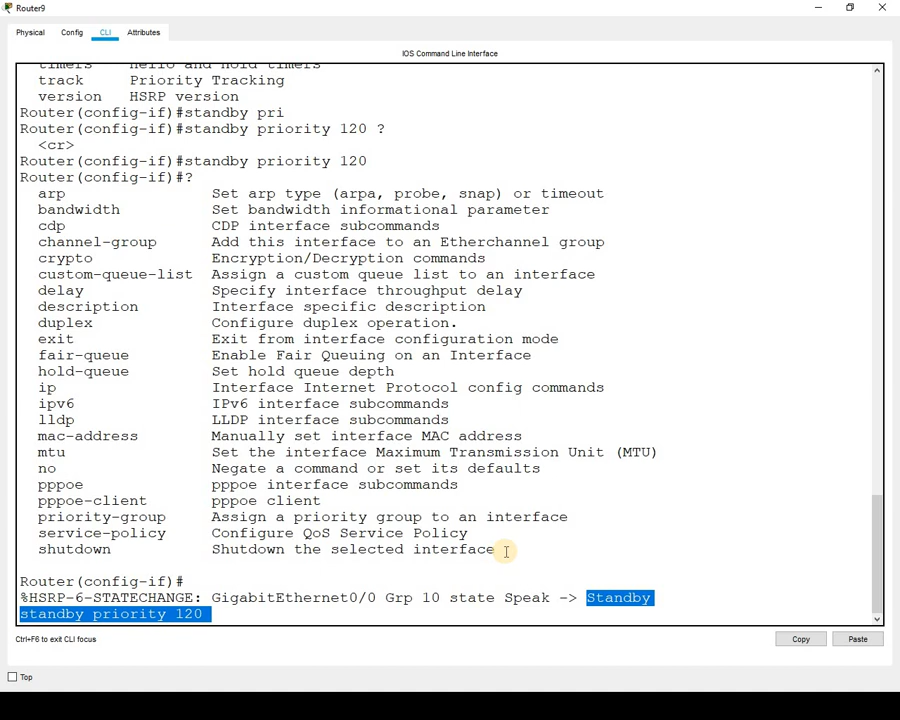 Router9
Physical Config CLI Attributes
IOS Command Line Interface
timers Hello and hold timers
track Priority Tracking
version HSRP version
Router(config-if)#standby pri
Router(config-if)#standby priority 120 ?
<cr>
Router(config-if)#standby priority 120
Router(config-if)#?
arp Set arp type (arpa, probe, snap) or timeout
bandwidth Set bandwidth informational parameter
cdp CDP interface subcommands
channel-group Add this interface to an Etherchannel group
crypto Encryption/Decryption commands
custom-queue-list Assign a custom queue list to an interface
delay Specify interface throughput delay
description Interface specific description
duplex Configure duplex operation.
exit Exit from interface configuration mode
fair-queue Enable Fair Queuing on an Interface
hold-queue Set hold queue depth
ip Interface Internet Protocol config commands
ipv6 IPv6 interface subcommands
lldp LLDP interface subcommands
mac-address Manually set interface MAC address
mtu Set the interface Maximum Transmission Unit (MTU)
no Negate a command or set its defaults
pppoe pppoe interface subcommands
pppoe-client pppoe client
priority-group Assign a priority group to an interface
service-policy Configure QoS Service Policy
shutdown Shutdown the selected interface
Router(config-if)#
%HSRP-6-STATECHANGE: GigabitEthernet0/0 Grp 10 state Speak -> Standby
standby priority 120
Ctrl+F6 to exit CLI focus
Copy Paste
Top